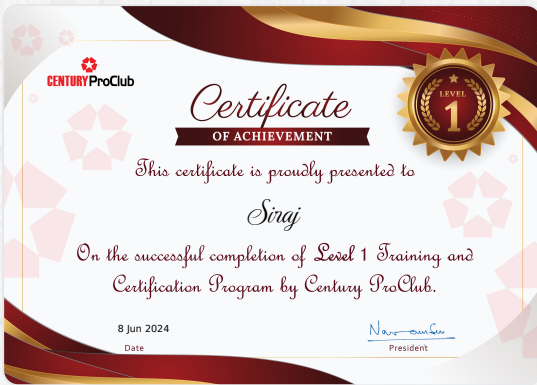 CENTURY ProClub
Certificate
OF ACHIEVEMENT
LEVEL
1
This certificate is proudly presented to
Siraj
On the successful completion of Level 1 Training and
Certification Program by Century ProClub.
8 Jun 2024
Date
President